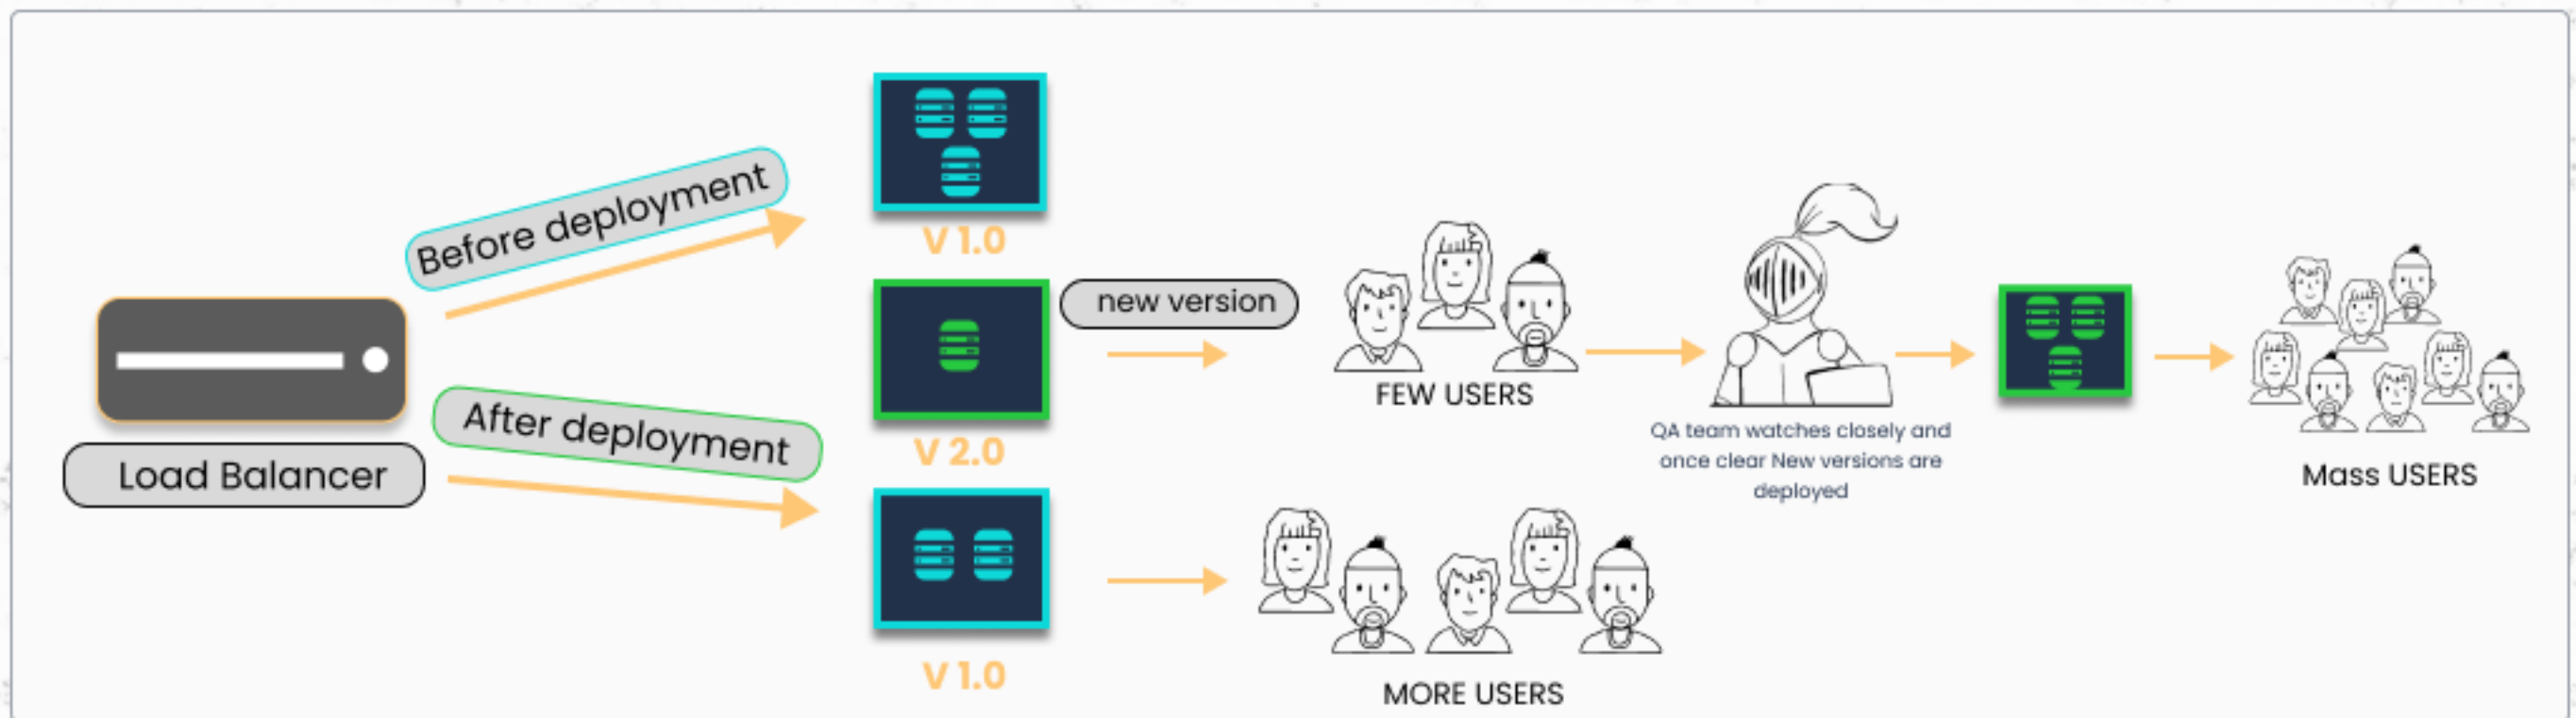 Before deployment
V 1.0
new version
V 2.0
FEW USERS
QA team watches closely and
once clear New versions are
deployed
Mass USERS
Load Balancer
After deployment
V 1.0
MORE USERS